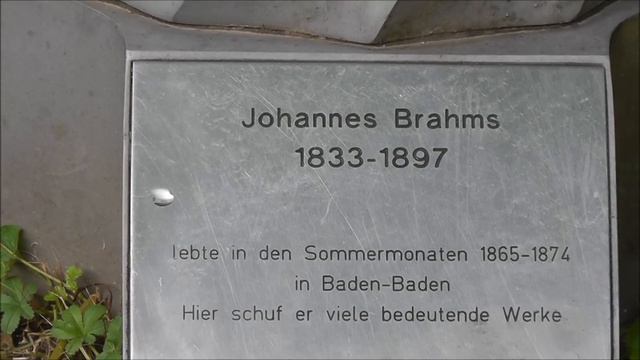 Johannes Brahms
1833-1897
lebte in den Sommermonaten 1865-1874
in Baden-Baden
Hier schuf er viele bedeutende Werke